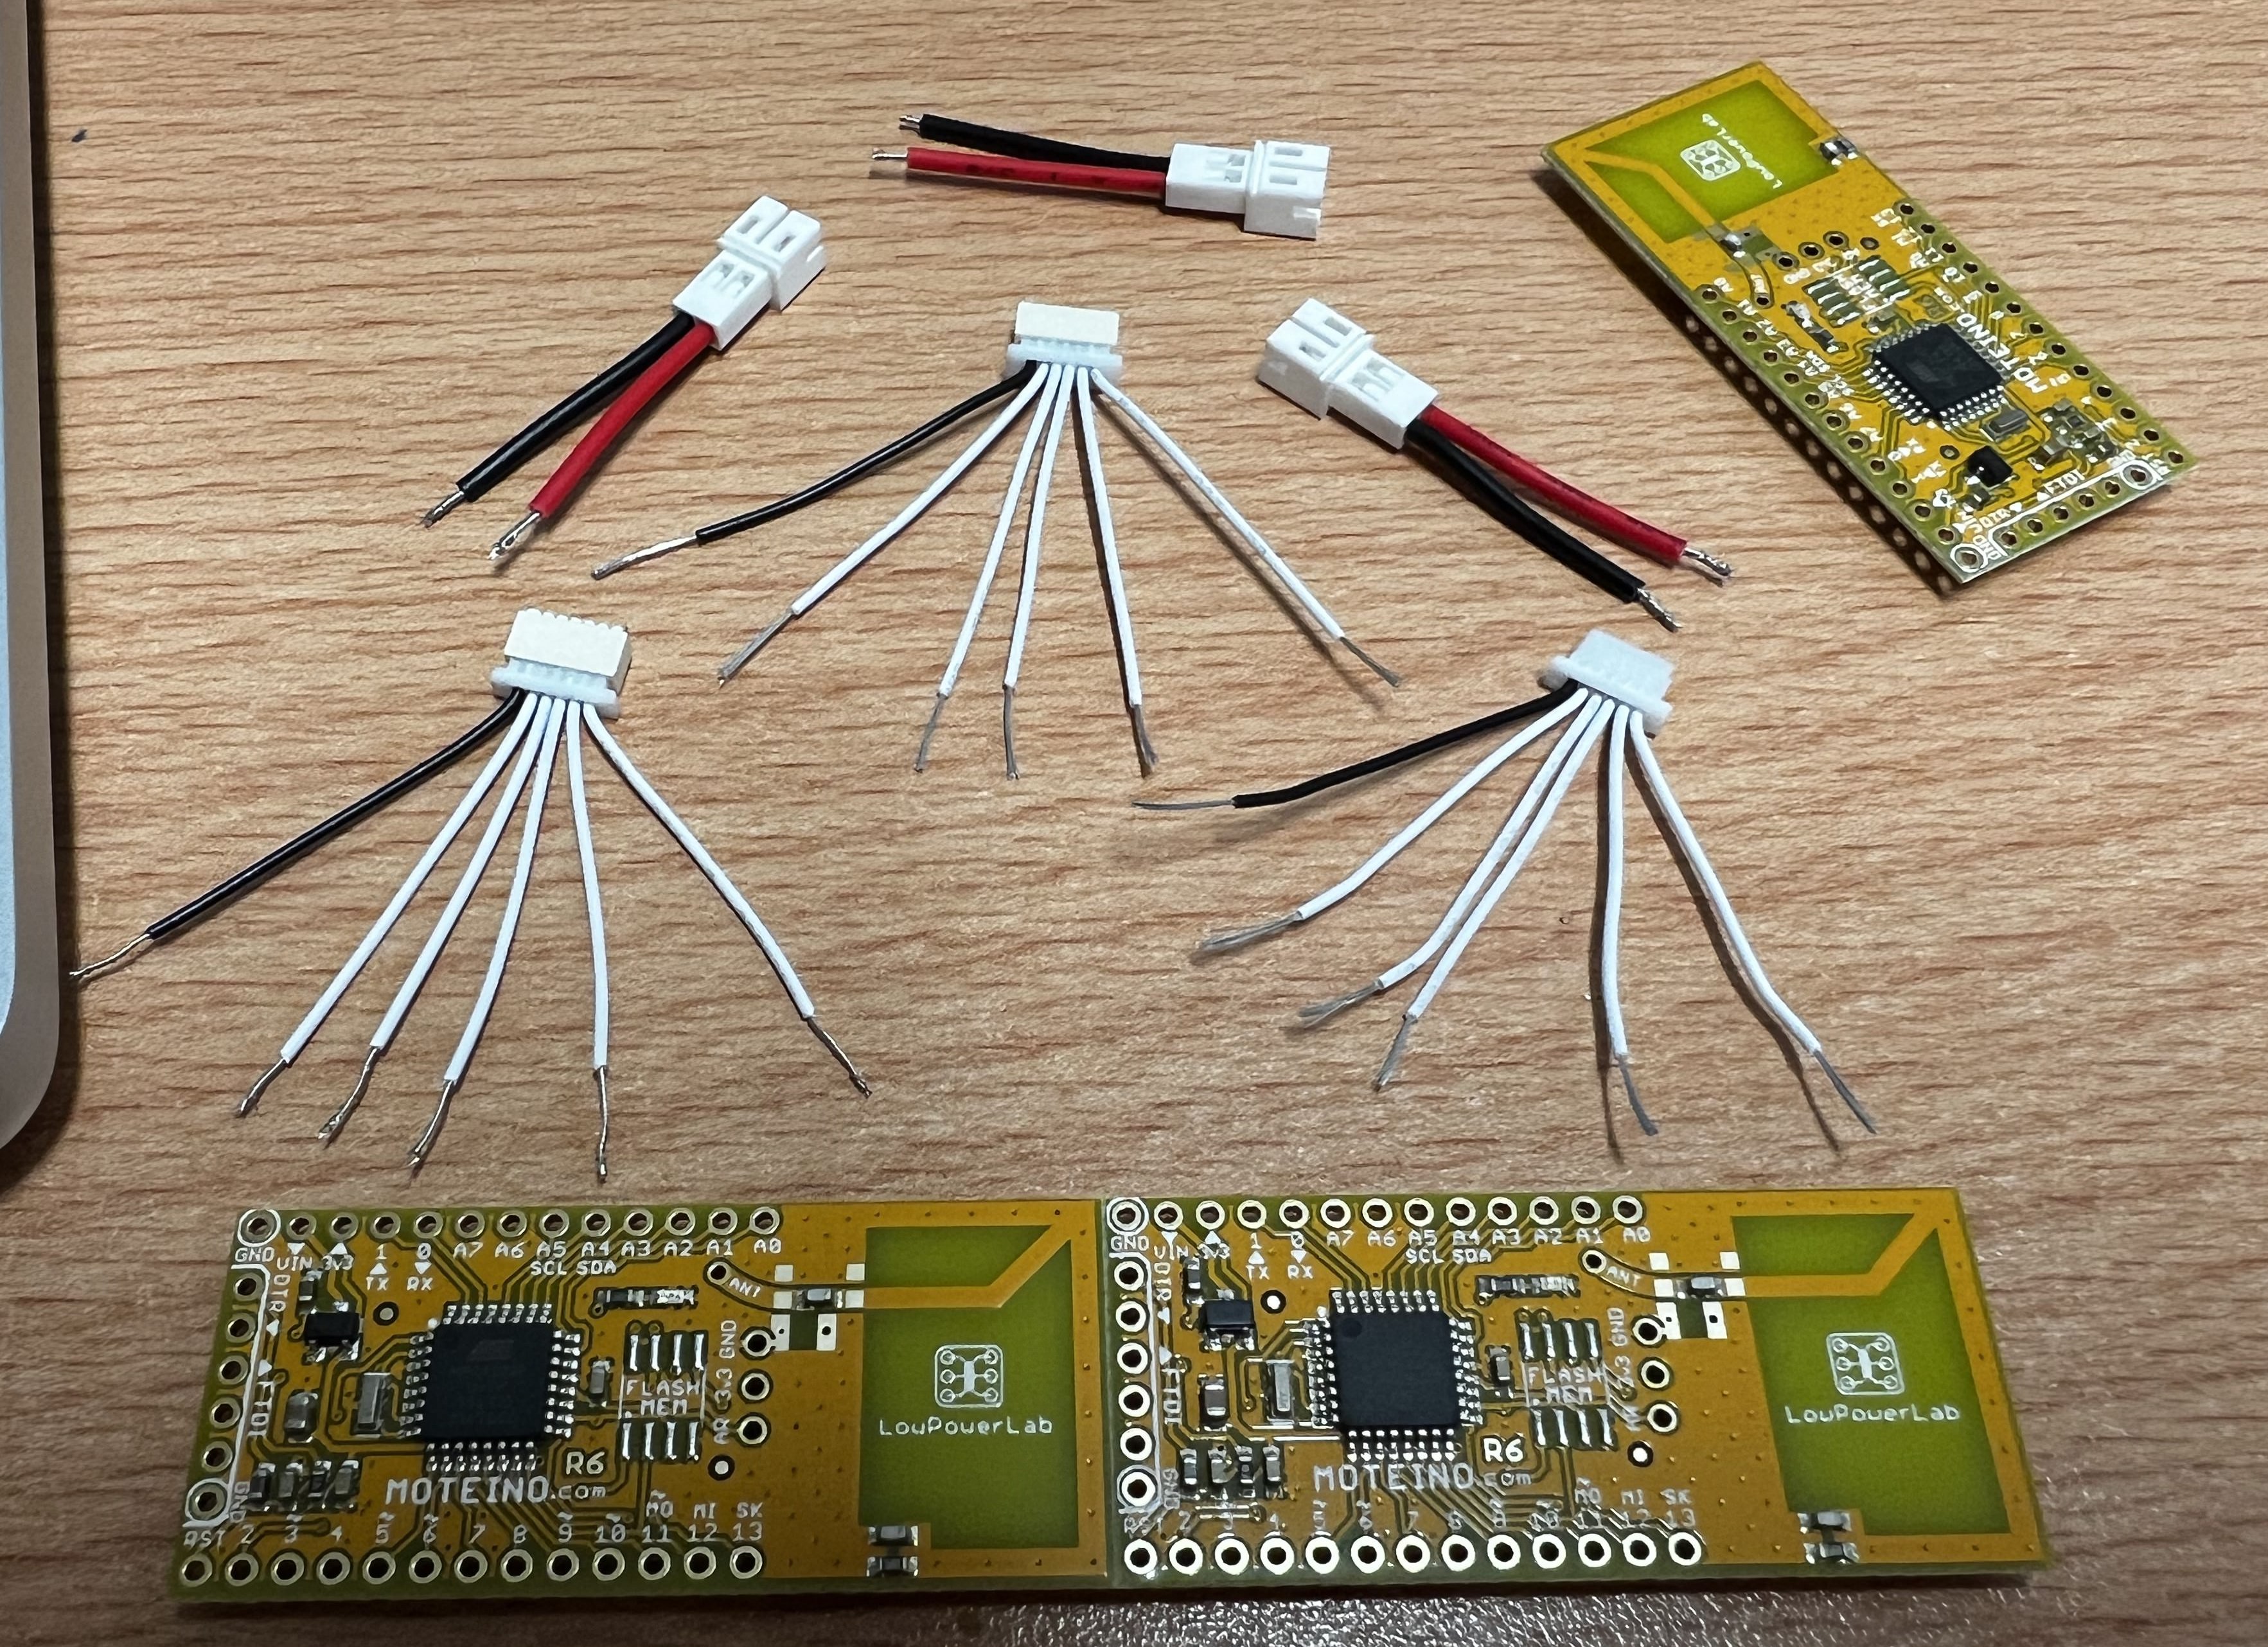 LowPowerLab
MOTEINO
FTDI
GND VIN 3v3 1 0 A7 A6 A5 A4 A3 A2 A1 A0
TX RX SCL SDA
ANT
DTR
FTDI
GND
GND
3v3
FLASH
MEM
LowPowerLab
R6
MOTEINO.com
MO MI SK
RST 2 ~3 4 ~5 ~6 7 8 ~9 ~10 ~11 12 13
GND VIN 3v3 1 0 A7 A6 A5 A4 A3 A2 A1 A0
TX RX SCL SDA
ANT
DTR
FTDI
GND
GND
3v3
FLASH
MEM
LowPowerLab
R6
MOTEINO.com
MO MI SK
RST 2 ~3 4 ~5 ~6 7 8 ~9 ~10 ~11 12 13